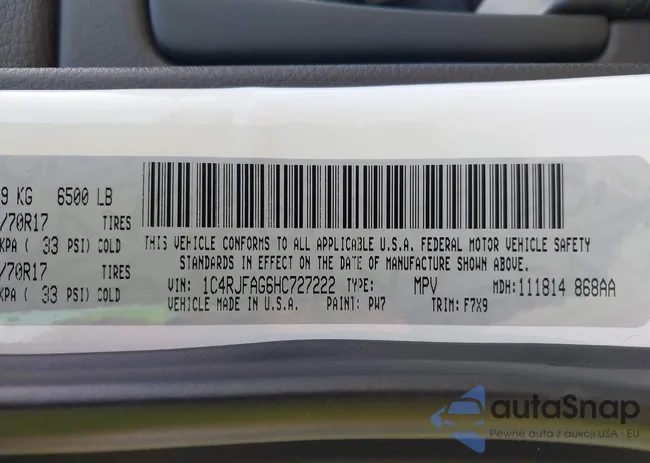 9 KG 6500 LB
/70R17 TIRES
KPA ( 33 PSI) COLD
/70R17 TIRES
KPA ( 33 PSI) COLD
THIS VEHICLE CONFORMS TO ALL APPLICABLE U.S.A. FEDERAL MOTOR VEHICLE SAFETY
STANDARDS IN EFFECT ON THE DATE OF MANUFACTURE SHOWN ABOVE.
VIN: 1C4RJFAG6HC727222 TYPE: MPV MDH: 111814 868AA
VEHICLE MADE IN U.S.A. PAINT: PW7 TRIM: F7X9
autaSnap
Pewne auta z aukcji USA i EU